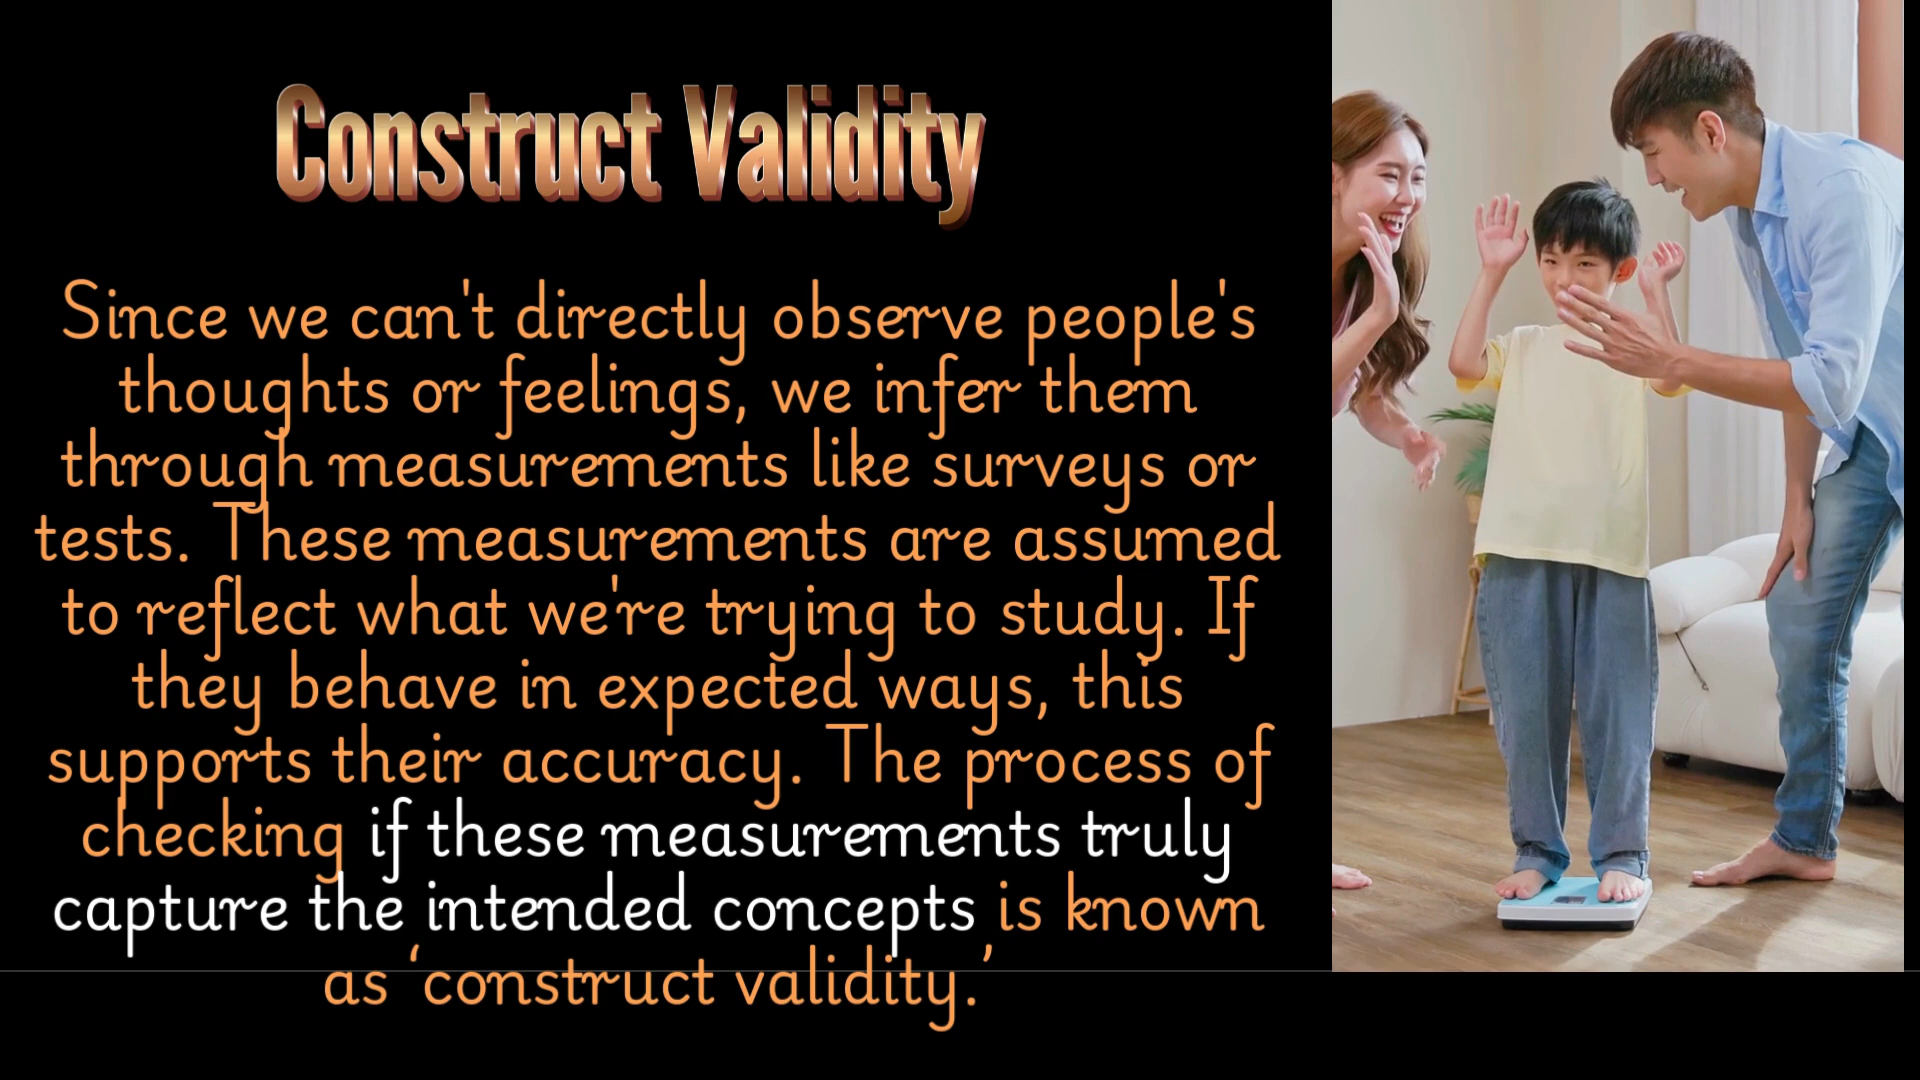 Construct Validity
Since we can't directly observe people's
thoughts or feelings, we infer them
through measurements like surveys or
tests. These measurements are assumed
to reflect what we're trying to study. If
they behave in expected ways, this
supports their accuracy. The process of
checking if these measurements truly
capture the intended concepts is known
as ‘construct validity.’